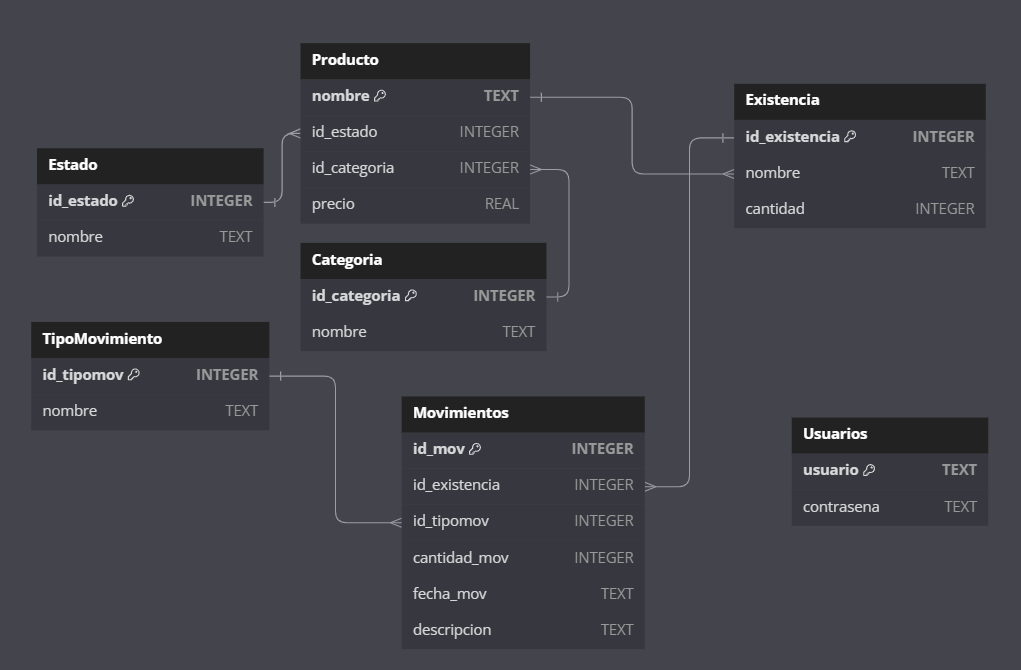 Producto
nombre TEXT
id_estado INTEGER
id_categoria INTEGER
precio REAL
Existencia
id_existencia INTEGER
nombre TEXT
cantidad INTEGER
Estado
id_estado INTEGER
nombre TEXT
Categoria
id_categoria INTEGER
nombre TEXT
TipoMovimiento
id_tipomov INTEGER
nombre TEXT
Movimientos
id_mov INTEGER
id_existencia INTEGER
id_tipomov INTEGER
cantidad_mov INTEGER
fecha_mov TEXT
descripcion TEXT
Usuarios
usuario TEXT
contrasena TEXT